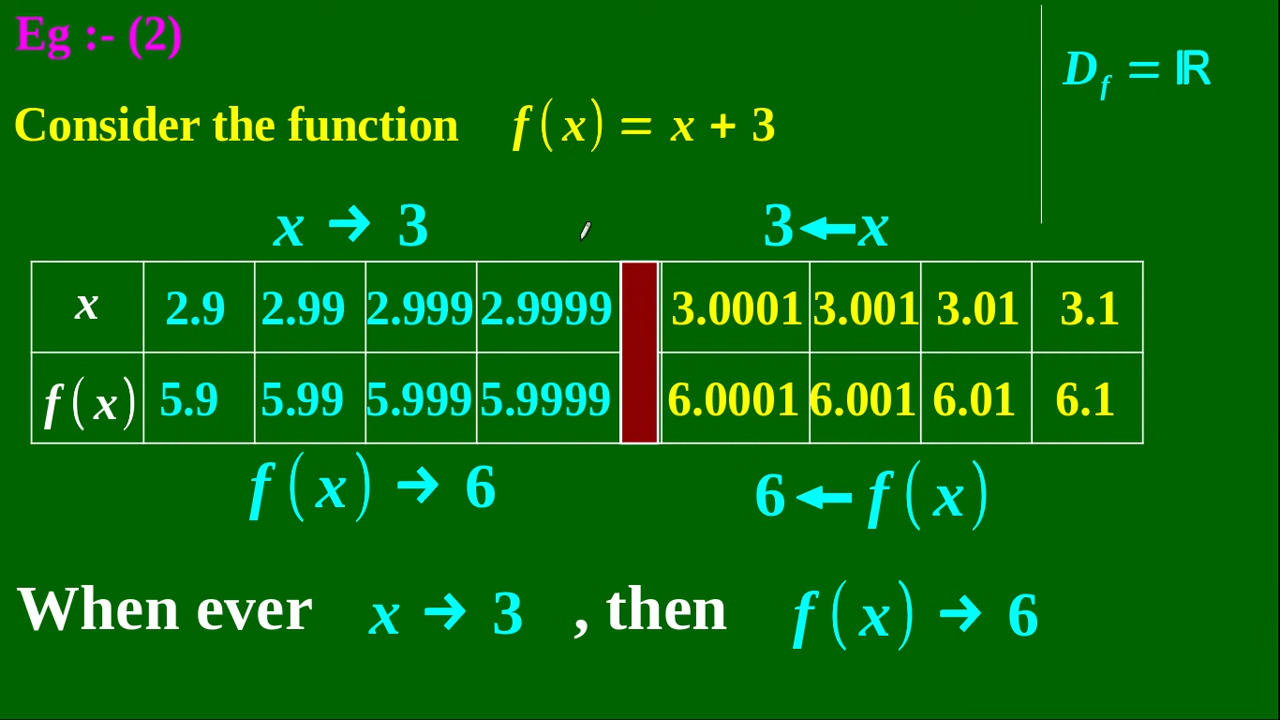 Eg :- (2)
D_f = ℝ
Consider the function f(x) = x + 3
x → 3 3 ← x
x 2.9 2.99 2.999 2.9999 3.0001 3.001 3.01 3.1
f(x) 5.9 5.99 5.999 5.9999 6.0001 6.001 6.01 6.1
f(x) → 6 6 ← f(x)
When ever x → 3 , then f(x) → 6